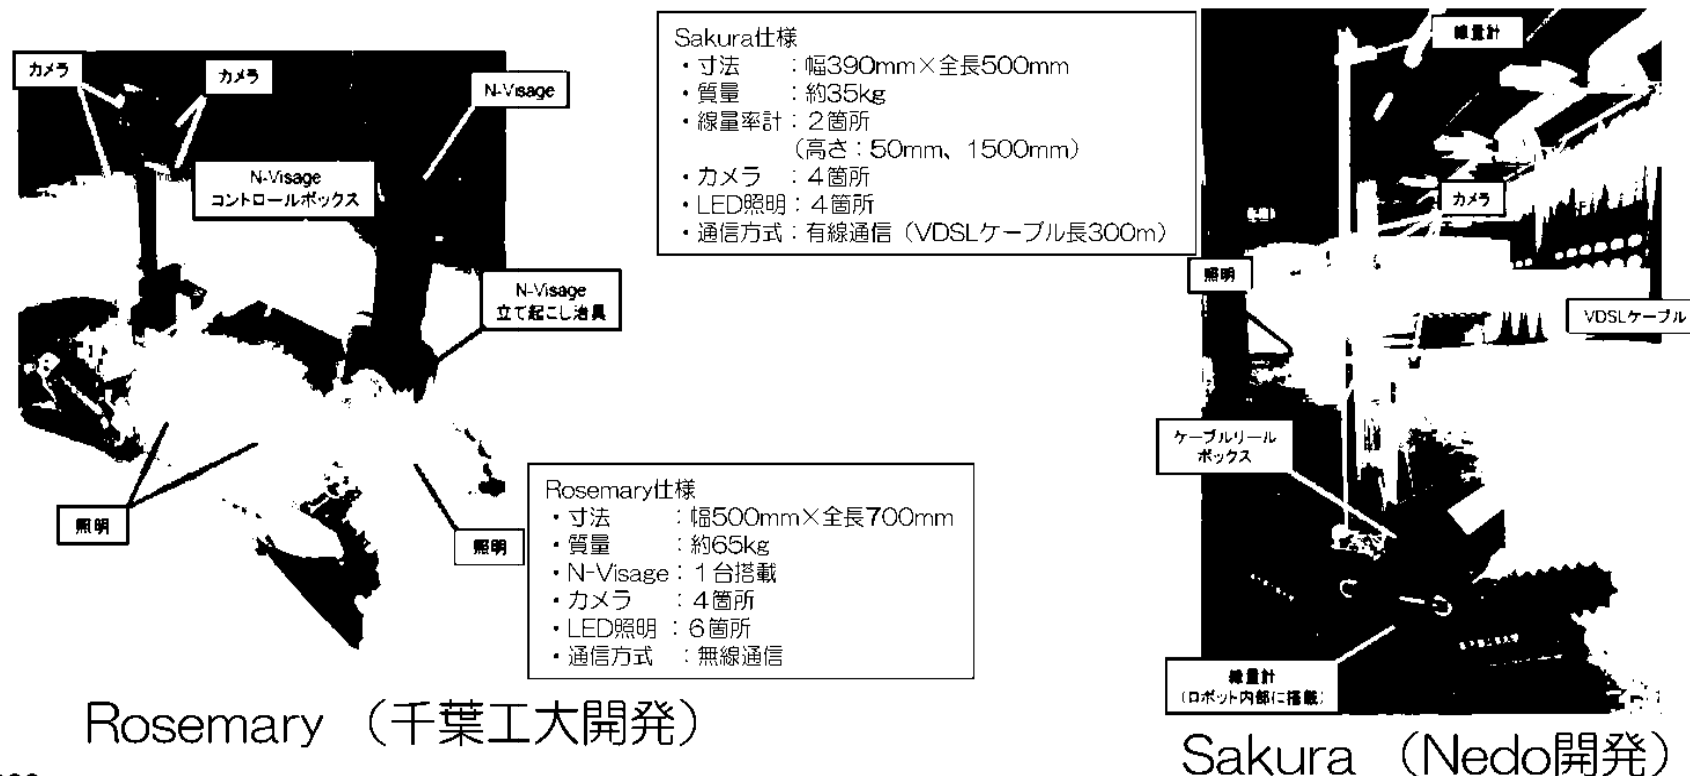 カメラ
カメラ
N-Visage
N-Visage
コントロールボックス
N-Visage
立て起こし治具
照明
照明
Rosemary仕様
・寸法　　：幅500mm×全長700mm
・質量　　：約65kg
・N-Visage：１台搭載
・カメラ　：４箇所
・LED照明：６箇所
・通信方式　：無線通信
Rosemary （千葉工大開発）
Sakura仕様
・寸法　　：幅390mm×全長500mm
・質量　　：約35kg
・線量率計：２箇所
（高さ：50mm、1500mm）
・カメラ　：４箇所
・LED照明：４箇所
・通信方式：有線通信（VDSLケーブル長300m）
線量計
カメラ
照明
VDSLケーブル
ケーブルリール
ボックス
線量計
（ロボット内部に搭載）
Sakura （Nedo開発）